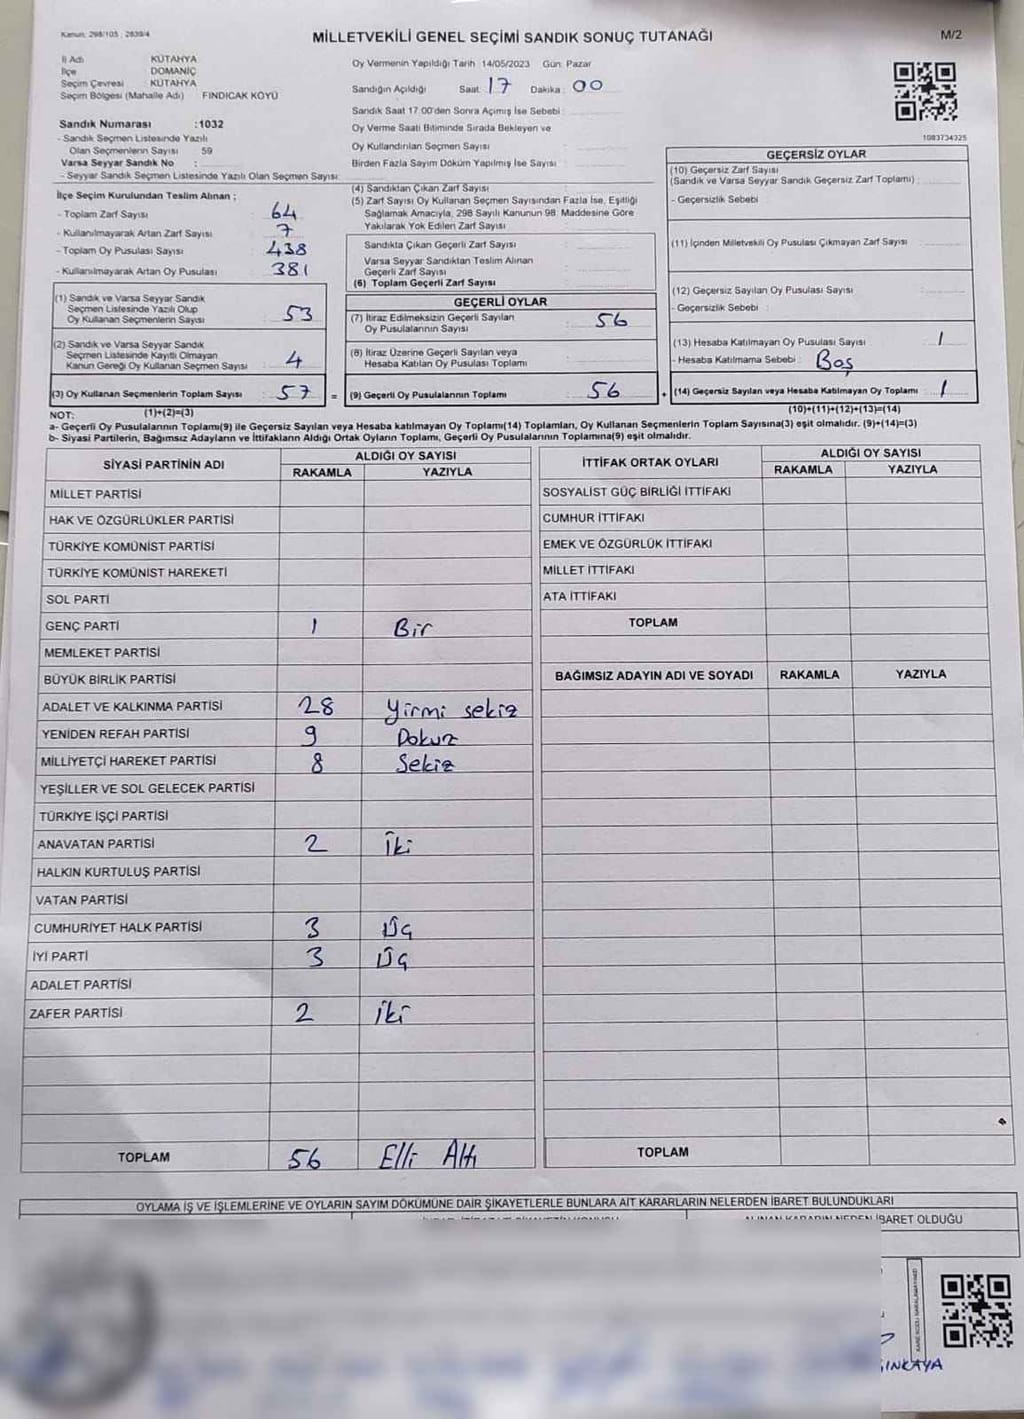 Kanun: 298/105 ; 2839/4
MİLLETVEKİLİ GENEL SEÇİMİ SANDIK SONUÇ TUTANAĞI
M/2
İl Adı KÜTAHYA
İlçe DOMANİÇ
Seçim Çevresi : KÜTAHYA
Seçim Bölgesi (Mahalle Adı) FINDICAK KÖYÜ
Sandık Numarası :1032
- Sandık Seçmen Listesinde Yazılı
Olan Seçmenlerin Sayısı 59
Varsa Seyyar Sandık No :
- Seyyar Sandık Seçmen Listesinde Yazılı Olan Seçmen Sayısı:
Oy Vermenin Yapıldığı Tarih : 14/05/2023 Gün: Pazar
Sandığın Açıldığı Saat: 17 Dakika: 00
Sandık Saat 17.00'den Sonra Açımış İse Sebebi :
Oy Verme Saati Bitiminde Sırada Bekleyen ve
Oy Kullandırılan Seçmen Sayısı
Birden Fazla Sayım Döküm Yapılmış İse Sayısı :
1083734325
İlçe Seçim Kurulundan Teslim Alınan ;
- Toplam Zarf Sayısı : 64
- Kullanılmayarak Artan Zarf Sayısı : 7
- Toplam Oy Pusulası Sayısı : 438
- Kullanılmayarak Artan Oy Pusulası : 381
(1) Sandık ve Varsa Seyyar Sandık
Seçmen Listesinde Yazılı Olup
Oy Kullanan Seçmenlerin Sayısı : 53
(2) Sandık ve Varsa Seyyar Sandık
Seçmen Listesinde Kayıtlı Olmayan
Kanun Gereği Oy Kullanan Seçmen Sayısı : 4
(3) Oy Kullanan Seçmenlerin Toplam Sayısı : 57 =
(4) Sandıktan Çıkan Zarf Sayısı :
(5) Zarf Sayısı Oy Kullanan Seçmen Sayısından Fazla İse, Eşitliği
Sağlamak Amacıyla, 298 Sayılı Kanunun 98. Maddesine Göre
Yakılarak Yok Edilen Zarf Sayısı :
Sandıkta Çıkan Geçerli Zarf Sayısı :
Varsa Seyyar Sandıktan Teslim Alınan
Geçerli Zarf Sayısı :
(6) Toplam Geçerli Zarf Sayısı :
GEÇERLİ OYLAR
(7) İtiraz Edilmeksizin Geçerli Sayılan
Oy Pusulalarının Sayısı : 56
(8) İtiraz Üzerine Geçerli Sayılan veya
Hesaba Katılan Oy Pusulası Toplamı :
(9) Geçerli Oy Pusulalarının Toplamı : 56 +
GEÇERSİZ OYLAR
(10) Geçersiz Zarf Sayısı
(Sandık ve Varsa Seyyar Sandık Geçersiz Zarf Toplamı) :
- Geçersizlik Sebebi
(11) İçinden Milletvekili Oy Pusulası Çıkmayan Zarf Sayısı
(12) Geçersiz Sayılan Oy Pusulası Sayısı :
- Geçersizlik Sebebi :
(13) Hesaba Katılmayan Oy Pusulası Sayısı : 1
- Hesaba Katılmama Sebebi : Boş
(14) Geçersiz Sayılan veya Hesaba Katılmayan Oy Toplamı : 1
NOT: (1)+(2)=(3)
(10)+(11)+(12)+(13)=(14)
a- Geçerli Oy Pusulalarının Toplamı(9) ile Geçersiz Sayılan veya Hesaba katılmayan Oy Toplamı(14) Toplamları, Oy Kullanan Seçmenlerin Toplam Sayısına(3) eşit olmalıdır. (9)+(14)=(3)
b- Siyasi Partilerin, Bağımsız Adayların ve İttifakların Aldığı Ortak Oyların Toplamı, Geçerli Oy Pusulalarının Toplamına(9) eşit olmalıdır.
SİYASİ PARTİNİN ADI ALDIĞI OY SAYISI
RAKAMLA YAZIYLA
MİLLET PARTİSİ
HAK VE ÖZGÜRLÜKLER PARTİSİ
TÜRKİYE KOMÜNİST PARTİSİ
TÜRKİYE KOMÜNİST HAREKETİ
SOL PARTİ
GENÇ PARTİ 1 Bir
MEMLEKET PARTİSİ
BÜYÜK BİRLİK PARTİSİ
ADALET VE KALKINMA PARTİSİ 28 Yirmi sekiz
YENİDEN REFAH PARTİSİ 9 Dokuz
MİLLİYETÇİ HAREKET PARTİSİ 8 Sekiz
YEŞİLLER VE SOL GELECEK PARTİSİ
TÜRKİYE İŞÇİ PARTİSİ
ANAVATAN PARTİSİ 2 İki
HALKIN KURTULUŞ PARTİSİ
VATAN PARTİSİ
CUMHURİYET HALK PARTİSİ 3 Üç
İYİ PARTİ 3 Üç
ADALET PARTİSİ
ZAFER PARTİSİ 2 İki
TOPLAM 56 Elli Altı
İTTİFAK ORTAK OYLARI ALDIĞI OY SAYISI
RAKAMLA YAZIYLA
SOSYALİST GÜÇ BİRLİĞİ İTTİFAKI
CUMHUR İTTİFAKI
EMEK VE ÖZGÜRLÜK İTTİFAKI
MİLLET İTTİFAKI
ATA İTTİFAKI
TOPLAM
BAĞIMSIZ ADAYIN ADI VE SOYADI RAKAMLA YAZIYLA
TOPLAM
OYLAMA İŞ VE İŞLEMLERİNE VE OYLARIN SAYIM DÖKÜMÜNE DAİR ŞİKAYETLERLE BUNLARA AİT KARARLARIN NELERDEN İBARET BULUNDUKLARI
ALINAN KARARIN NEDEN İBARET OLDUĞU